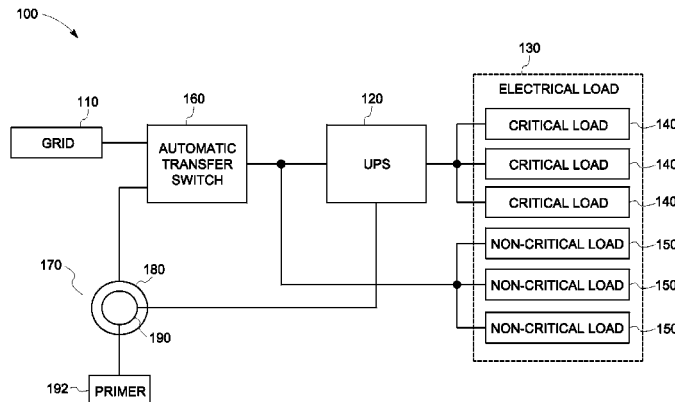 100
130
ELECTRICAL LOAD
110
160
120
GRID
AUTOMATIC
TRANSFER
SWITCH
UPS
CRITICAL LOAD
140
CRITICAL LOAD
140
CRITICAL LOAD
140
NON-CRITICAL LOAD
150
NON-CRITICAL LOAD
150
NON-CRITICAL LOAD
150
170
180
190
192
PRIMER